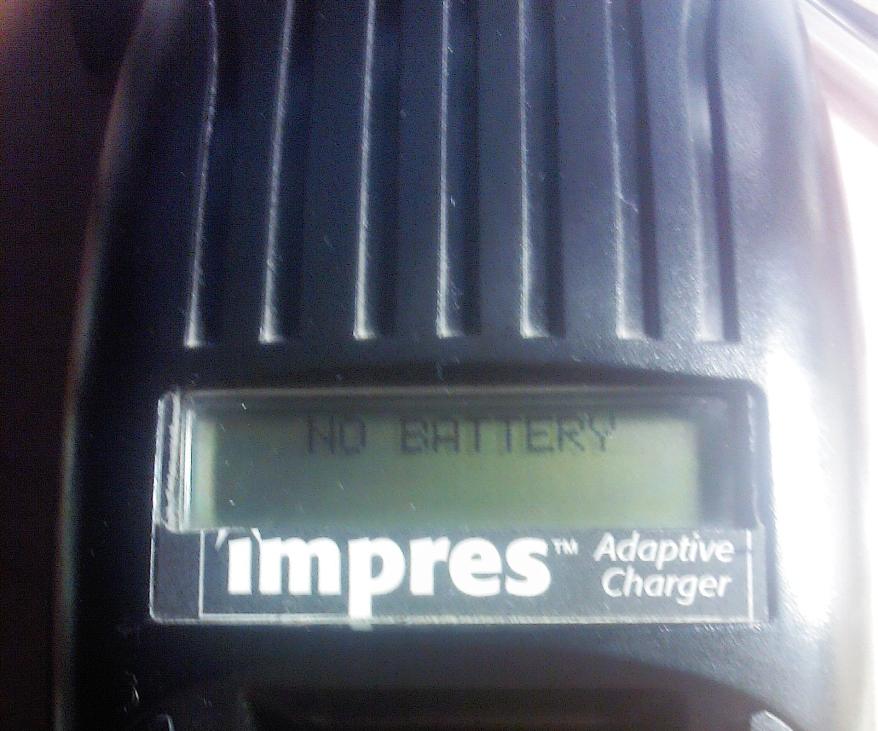 NO BATTERY
impres™ Adaptive
Charger